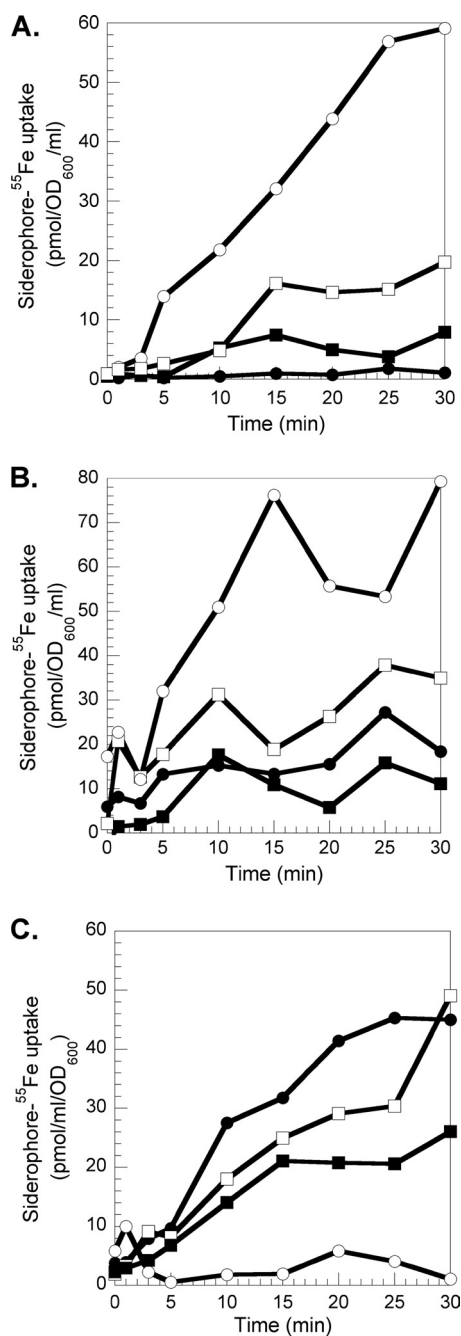 A.
Siderophore-⁵⁵Fe uptake
(pmol/OD₆₀₀/ml)
60
50
40
30
20
10
0
0 5 10 15 20 25 30
Time (min)
B.
Siderophore-⁵⁵Fe uptake
(pmol/OD₆₀₀/ml)
80
70
60
50
40
30
20
10
0
0 5 10 15 20 25 30
Time (min)
C.
Siderophore-⁵⁵Fe uptake
(pmol/ml/OD₆₀₀)
60
50
40
30
20
10
0
0 5 10 15 20 25 30
Time (min)